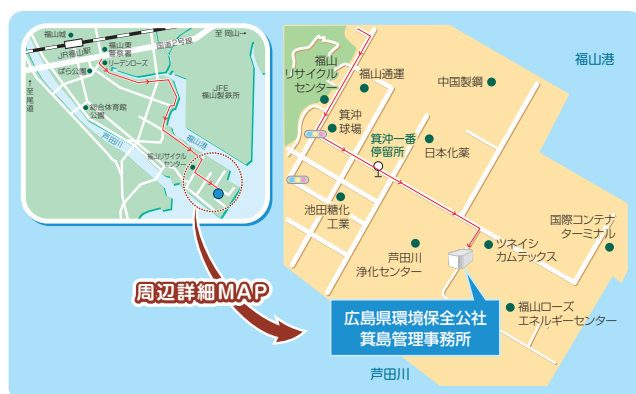 福山城
JR福山駅
福山東
警察署
リーデンローズ
国道2号線
至 岡山→
ばら公園
←至尾道
総合体育館
公園
芦田川
JFE
福山製鉄所
福山港
福山リサイクル
センター
周辺詳細MAP
福山
リサイクル
センター
福山通運
中国製鋼
福山港
箕沖
球場
箕沖一番
停留所
日本化薬
池田糖化
工業
芦田川
浄化センター
ツネイシ
カムテックス
国際コンテナ
ターミナル
広島県環境保全公社
箕島管理事務所
福山ローズ
エネルギーセンター
芦田川